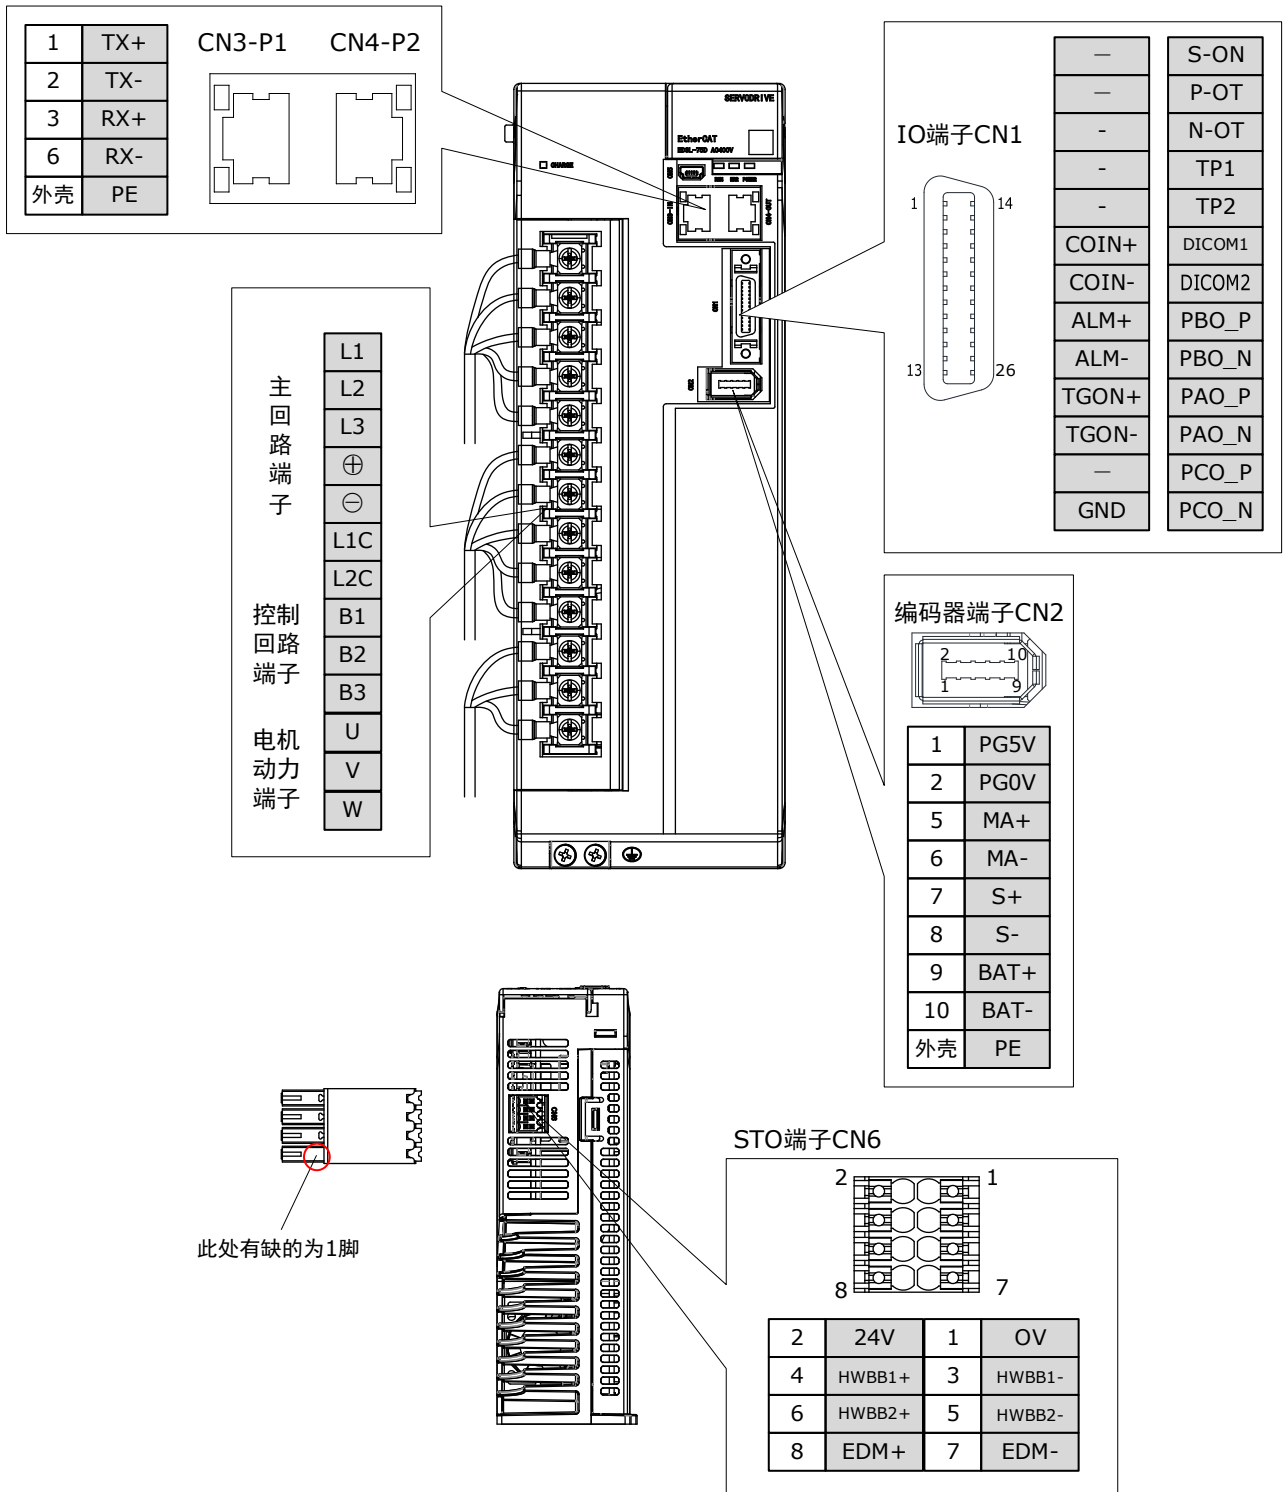 1 TX+
2 TX-
3 RX+
6 RX-
外壳 PE
CN3-P1 CN4-P2
SERVODRIVE
EtherCAT
CHARGE
IO端子CN1
1 14
13 26
— S-ON
— P-OT
- N-OT
- TP1
- TP2
COIN+ DICOM1
COIN- DICOM2
ALM+ PBO_P
ALM- PBO_N
TGON+ PAO_P
TGON- PAO_N
— PCO_P
GND PCO_N
CN1
主回路端子
L1
L2
L3
⊕
⊖
L1C
L2C
控制
回路
端子
B1
B2
B3
电机
动力
端子
U
V
W
编码器端子CN2
2 10
1 9
1 PG5V
2 PG0V
5 MA+
6 MA-
7 S+
8 S-
9 BAT+
10 BAT-
外壳 PE
此处有缺的为1脚
CN6
STO端子CN6
2 1
8 7
2 24V 1 0V
4 HWBB1+ 3 HWBB1-
6 HWBB2+ 5 HWBB2-
8 EDM+ 7 EDM-